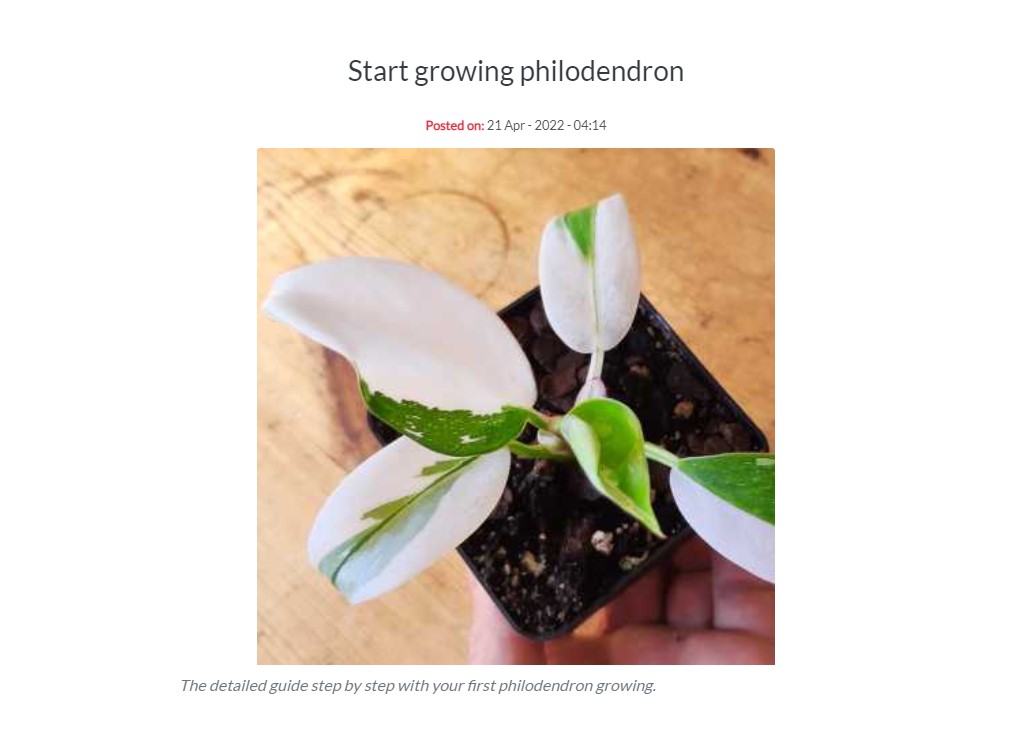 Start growing philodendron
Posted on: 21 Apr - 2022 - 04:14
The detailed guide step by step with your first philodendron growing.